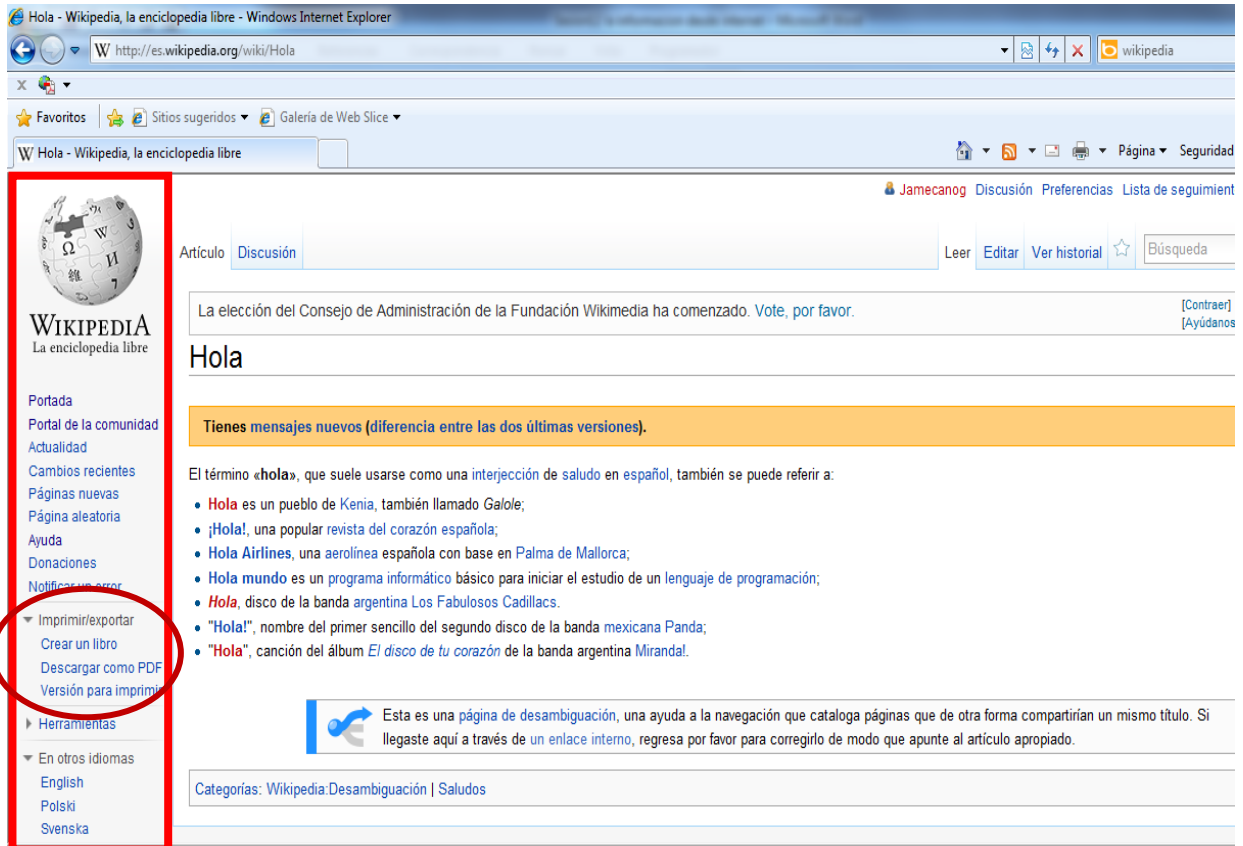 Hola - Wikipedia, la enciclopedia libre - Windows Internet Explorer
http://es.wikipedia.org/wiki/Hola
wikipedia
x
Favoritos Sitios sugeridos Galería de Web Slice
W Hola - Wikipedia, la enciclopedia libre
Página Seguridad
Jamecanog Discusión Preferencias Lista de seguimient
Artículo Discusión
Leer Editar Ver historial Búsqueda
WIKIPEDIA
La enciclopedia libre
Portada
Portal de la comunidad
Actualidad
Cambios recientes
Páginas nuevas
Página aleatoria
Ayuda
Donaciones
Notificar un error
Imprimir/exportar
Crear un libro
Descargar como PDF
Versión para imprimir
Herramientas
En otros idiomas
English
Polski
Svenska
La elección del Consejo de Administración de la Fundación Wikimedia ha comenzado. Vote, por favor.
[Contraer]
[Ayúdanos
Hola
Tienes mensajes nuevos (diferencia entre las dos últimas versiones).
El término «hola», que suele usarse como una interjección de saludo en español, también se puede referir a:
• Hola es un pueblo de Kenia, también llamado Galole;
• ¡Hola!, una popular revista del corazón española;
• Hola Airlines, una aerolínea española con base en Palma de Mallorca;
• Hola mundo es un programa informático básico para iniciar el estudio de un lenguaje de programación;
• Hola, disco de la banda argentina Los Fabulosos Cadillacs.
• "Hola!", nombre del primer sencillo del segundo disco de la banda mexicana Panda;
• "Hola", canción del álbum El disco de tu corazón de la banda argentina Miranda!.
Esta es una página de desambiguación, una ayuda a la navegación que cataloga páginas que de otra forma compartirían un mismo título. Si
llegaste aquí a través de un enlace interno, regresa por favor para corregirlo de modo que apunte al artículo apropiado.
Categorías: Wikipedia:Desambiguación | Saludos